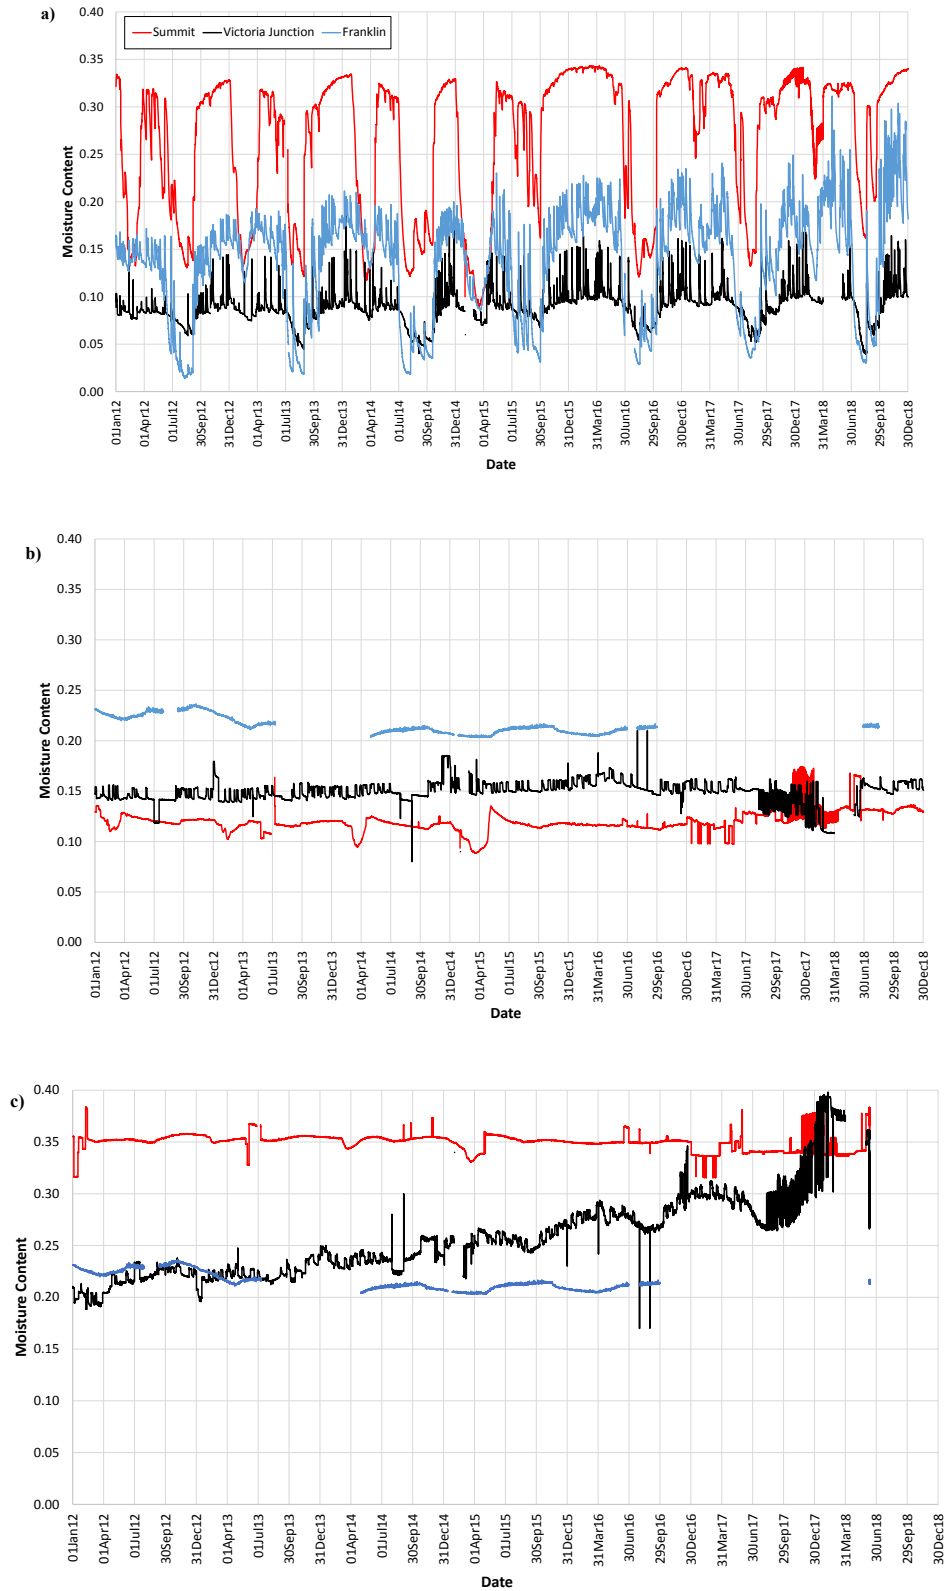 a)
0.40
Summit Victoria Junction Franklin
0.35
0.30
0.25
0.20
0.15
0.10
0.05
0.00
Moisture Content
01Jan12 01Apr12 01Jul12 30Sep12 31Dec12 01Apr13 01Jul13 30Sep13 31Dec13 01Apr14 01Jul14 30Sep14 31Dec14 01Apr15 01Jul15 30Sep15 31Dec15 31Mar16 30Jun16 29Sep16 30Dec16 31Mar17 30Jun17 29Sep17 30Dec17 31Mar18 30Jun18 29Sep18 30Dec18
Date
b)
0.40
0.35
0.30
0.25
0.20
0.15
0.10
0.05
0.00
Moisture Content
01Jan12 01Apr12 01Jul12 30Sep12 31Dec12 01Apr13 01Jul13 30Sep13 31Dec13 01Apr14 01Jul14 30Sep14 31Dec14 01Apr15 01Jul15 30Sep15 31Dec15 31Mar16 30Jun16 29Sep16 30Dec16 31Mar17 30Jun17 29Sep17 30Dec17 31Mar18 30Jun18 29Sep18 30Dec18
Date
c)
0.40
0.35
0.30
0.25
0.20
0.15
0.10
0.05
0.00
Moisture Content
01Jan12 01Apr12 01Jul12 30Sep12 31Dec12 01Apr13 01Jul13 30Sep13 31Dec13 01Apr14 01Jul14 30Sep14 31Dec14 01Apr15 01Jul15 30Sep15 31Dec15 31Mar16 30Jun16 29Sep16 30Dec16 31Mar17 30Jun17 29Sep17 30Dec17 31Mar18 30Jun18 29Sep18 30Dec18
Date